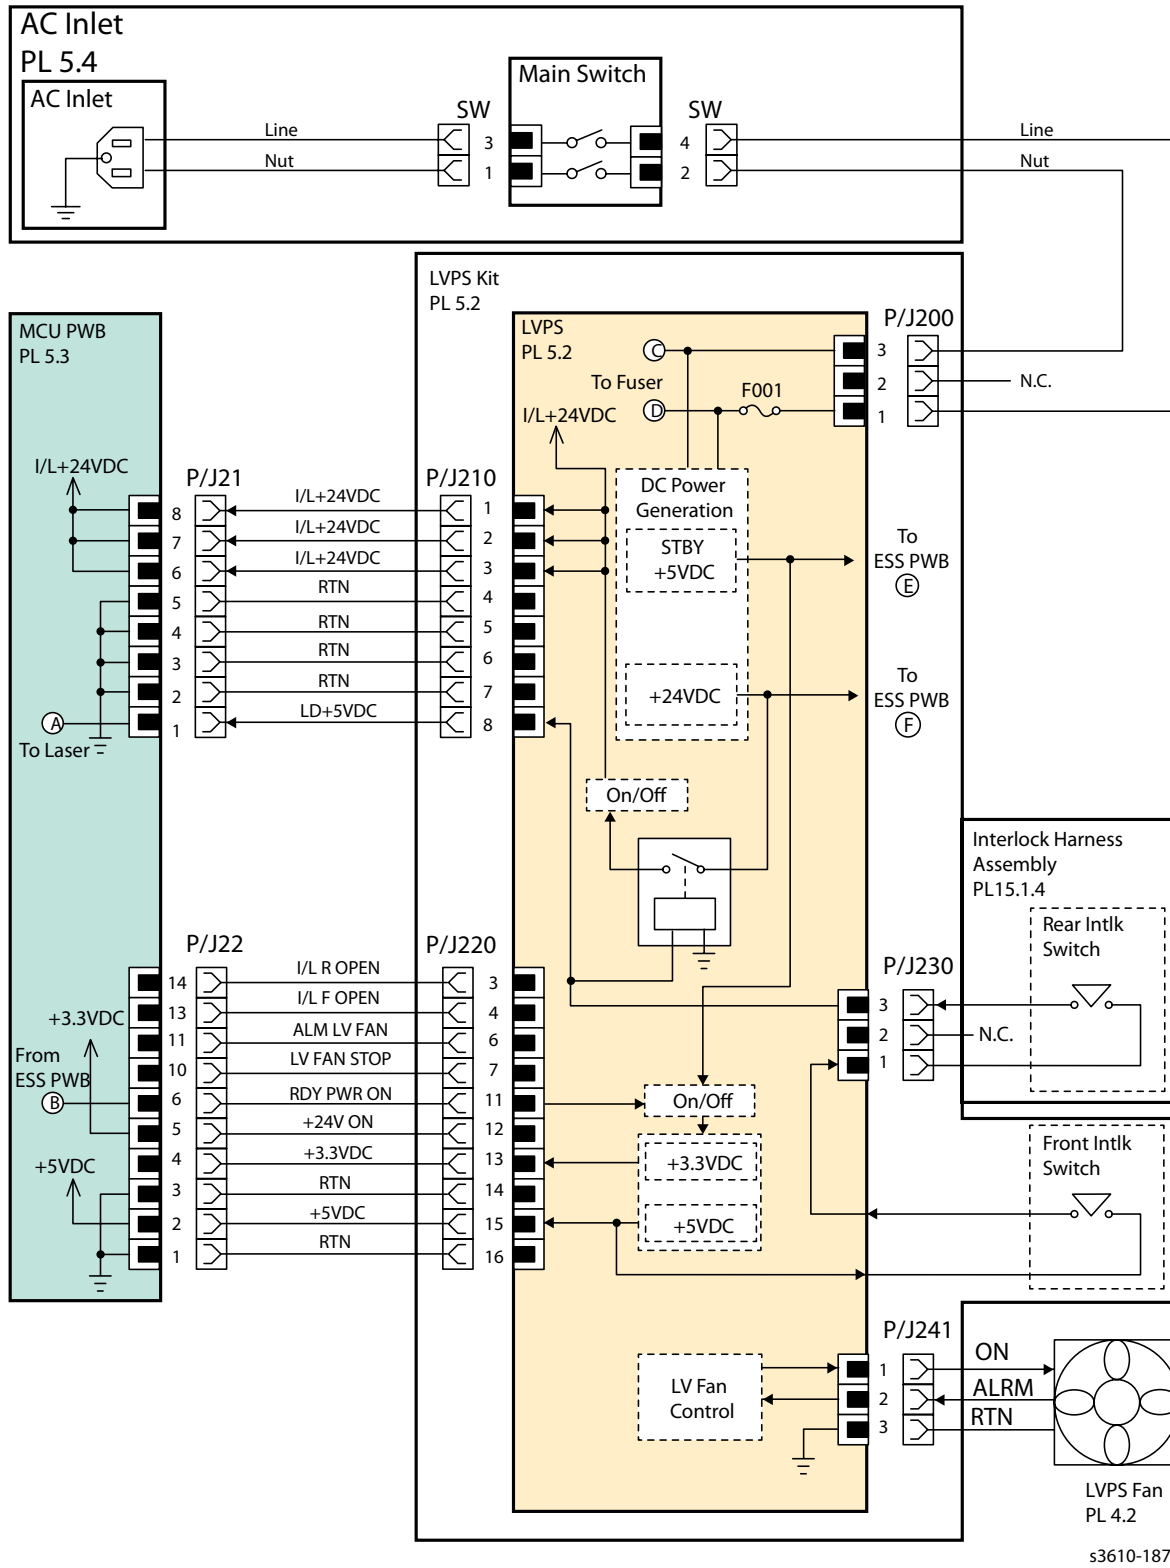 AC Inlet
PL 5.4
AC Inlet
Line
Nut
SW
3
1
Main Switch
SW
4
2
Line
Nut
LVPS Kit
PL 5.2
MCU PWB
PL 5.3
LVPS
PL 5.2
C
To Fuser
D
F001
I/L+24VDC
P/J200
3
2
1
N.C.
I/L+24VDC
P/J21
8
7
6
5
4
3
2
1
I/L+24VDC
I/L+24VDC
I/L+24VDC
RTN
RTN
RTN
RTN
LD+5VDC
P/J210
1
2
3
4
5
6
7
8
A
To Laser
DC Power
Generation
STBY
+5VDC
+24VDC
To
ESS PWB
E
To
ESS PWB
F
On/Off
Interlock Harness
Assembly
PL15.1.4
Rear Intlk
Switch
P/J230
3
2
1
N.C.
P/J22
14
13
11
10
6
5
4
3
2
1
I/L R OPEN
I/L F OPEN
ALM LV FAN
LV FAN STOP
RDY PWR ON
+24V ON
+3.3VDC
RTN
+5VDC
RTN
P/J220
3
4
6
7
11
12
13
14
15
16
+3.3VDC
From
ESS PWB
B
+5VDC
On/Off
+3.3VDC
+5VDC
Front Intlk
Switch
LV Fan
Control
P/J241
1
2
3
ON
ALRM
RTN
LVPS Fan
PL 4.2
s3610-187